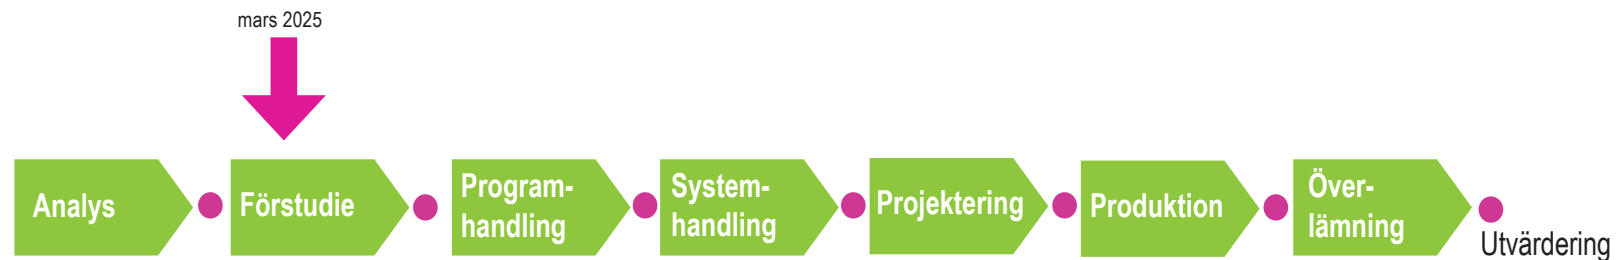 mars 2025
Analys
Förstudie
Program-
handling
System-
handling
Projektering
Produktion
Över-
lämning
Utvärdering